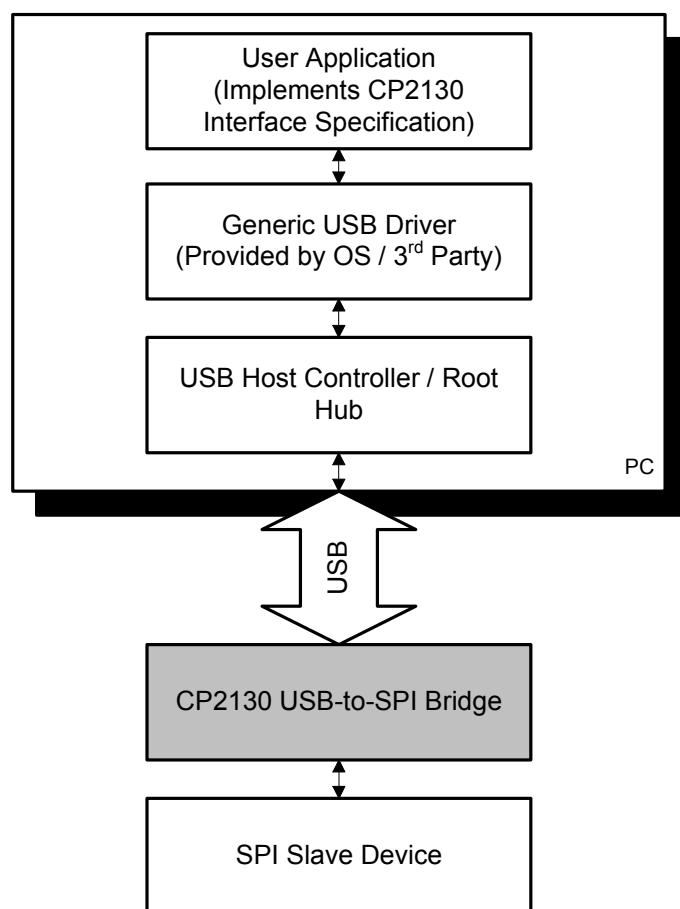 User Application
(Implements CP2130
Interface Specification)
Generic USB Driver
(Provided by OS / 3rd Party)
USB Host Controller / Root
Hub
PC
USB
CP2130 USB-to-SPI Bridge
SPI Slave Device